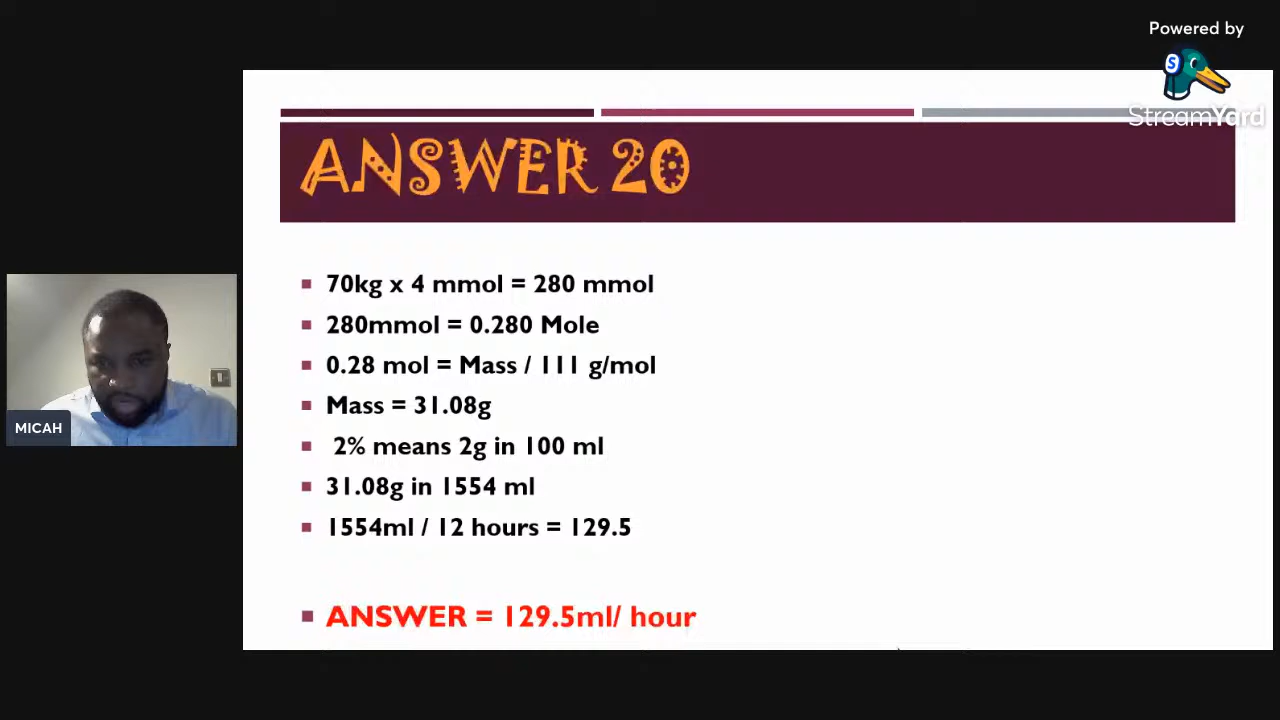 Powered by
StreamYard
ANSWER 20
70kg x 4 mmol = 280 mmol
280mmol = 0.280 Mole
0.28 mol = Mass / 111 g/mol
Mass = 31.08g
2% means 2g in 100 ml
31.08g in 1554 ml
1554ml / 12 hours = 129.5
ANSWER = 129.5ml/ hour
MICAH